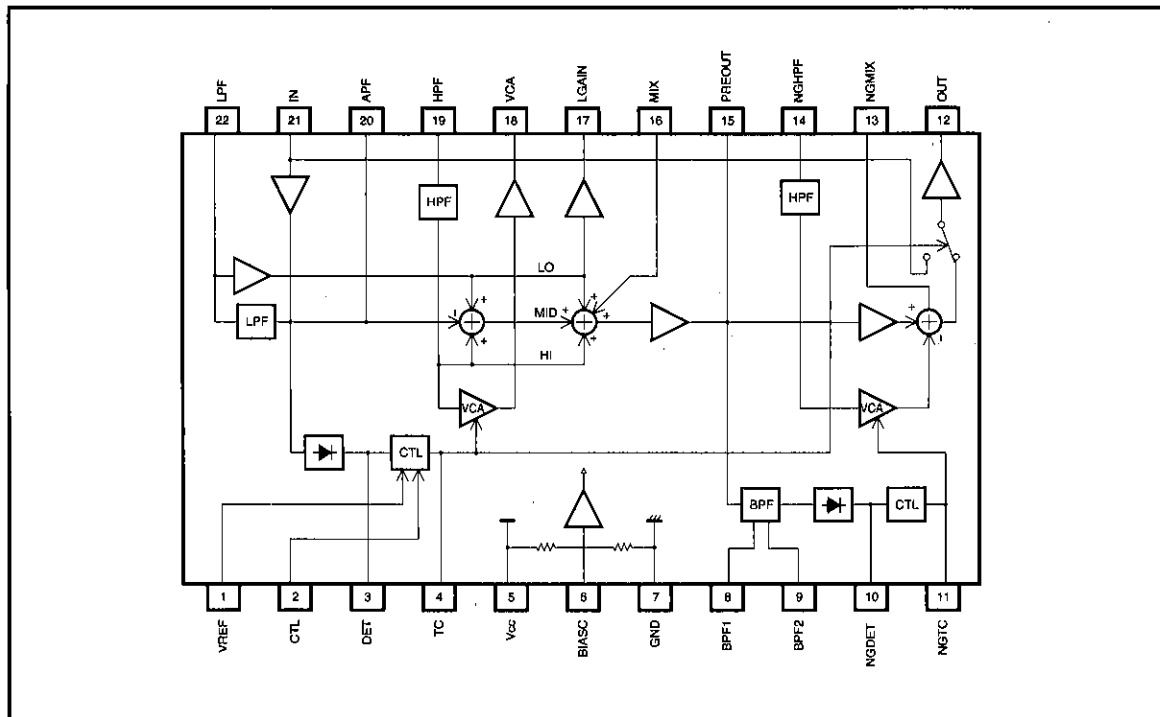 LPF IN APF HPF VCA LGAIN MIX PREOUT NGHPF NGMIX OUT
22 21 20 19 18 17 16 15 14 13 12
HPF HPF
LO
+ + + 
LPF - MID + + + +
+ + -
HI
VCA VCA
CTL
BPF CTL
1 2 3 4 5 6 7 8 9 10 11
VREF CTL DET TC Vcc BIASC GND BPF1 BPF2 NGDET NGTC